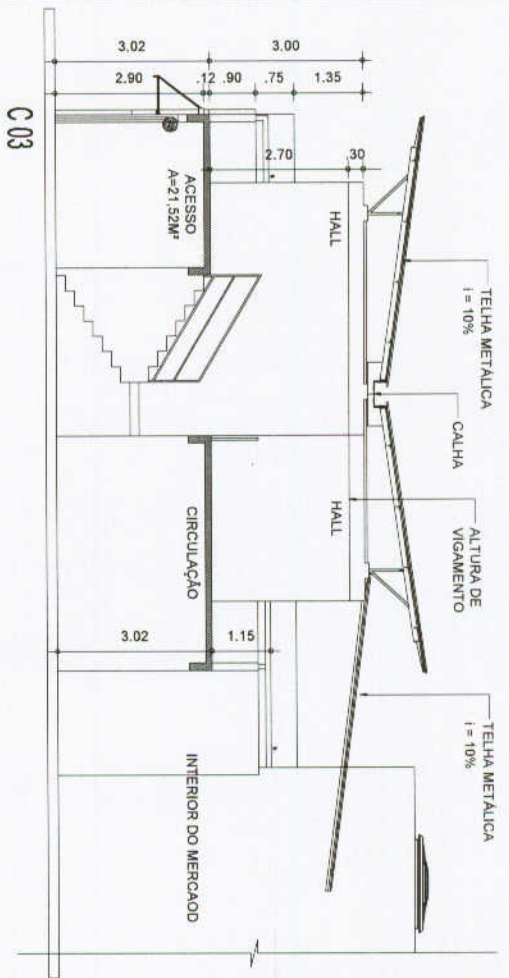 3.02
3.00
2.90
.12
.90
.75
1.35
2.70
30
TELHA METÁLICA
i = 10%
CALHA
ALTURA DE
VIGAMENTO
TELHA METÁLICA
i = 10%
HALL
HALL
ACESSO
A=21,52M²
CIRCULAÇÃO
3.02
1.15
INTERIOR DO MERCAOD
C 03